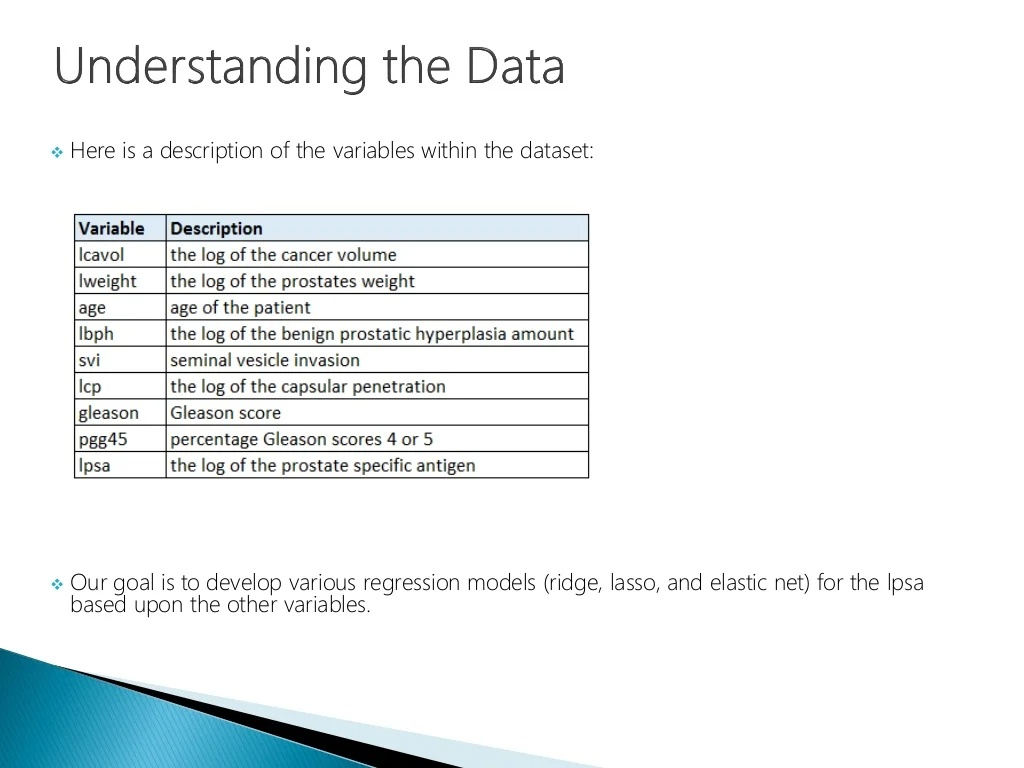 Understanding the Data
Here is a description of the variables within the dataset:
Variable Description
lcavol the log of the cancer volume
lweight the log of the prostates weight
age age of the patient
lbph the log of the benign prostatic hyperplasia amount
svi seminal vesicle invasion
lcp the log of the capsular penetration
gleason Gleason score
pgg45 percentage Gleason scores 4 or 5
lpsa the log of the prostate specific antigen
Our goal is to develop various regression models (ridge, lasso, and elastic net) for the lpsa
based upon the other variables.